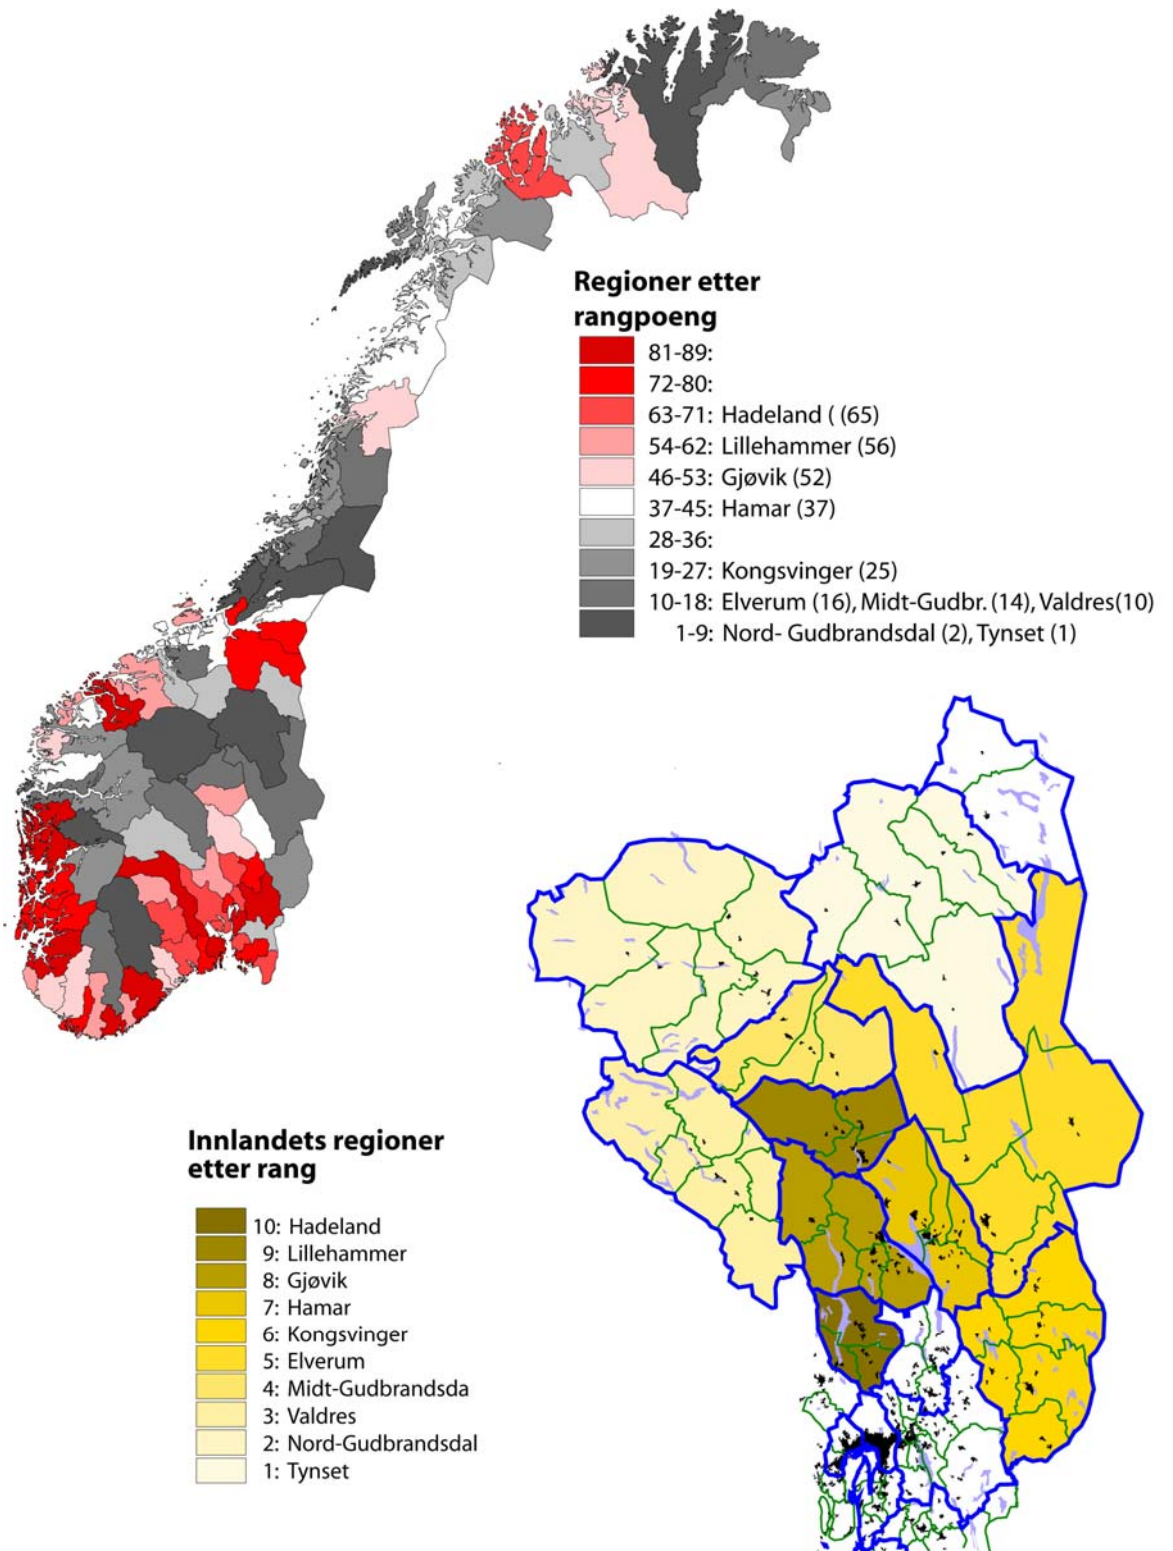 Regioner etter
rangpoeng
81-89:
72-80:
63-71: Hadeland ( (65)
54-62: Lillehammer (56)
46-53: Gjøvik (52)
37-45: Hamar (37)
28-36:
19-27: Kongsvinger (25)
10-18: Elverum (16), Midt-Gudbr. (14), Valdres(10)
1-9: Nord- Gudbrandsdal (2), Tynset (1)
Innlandets regioner
etter rang
10: Hadeland
9: Lillehammer
8: Gjøvik
7: Hamar
6: Kongsvinger
5: Elverum
4: Midt-Gudbrandsda
3: Valdres
2: Nord-Gudbrandsdal
1: Tynset